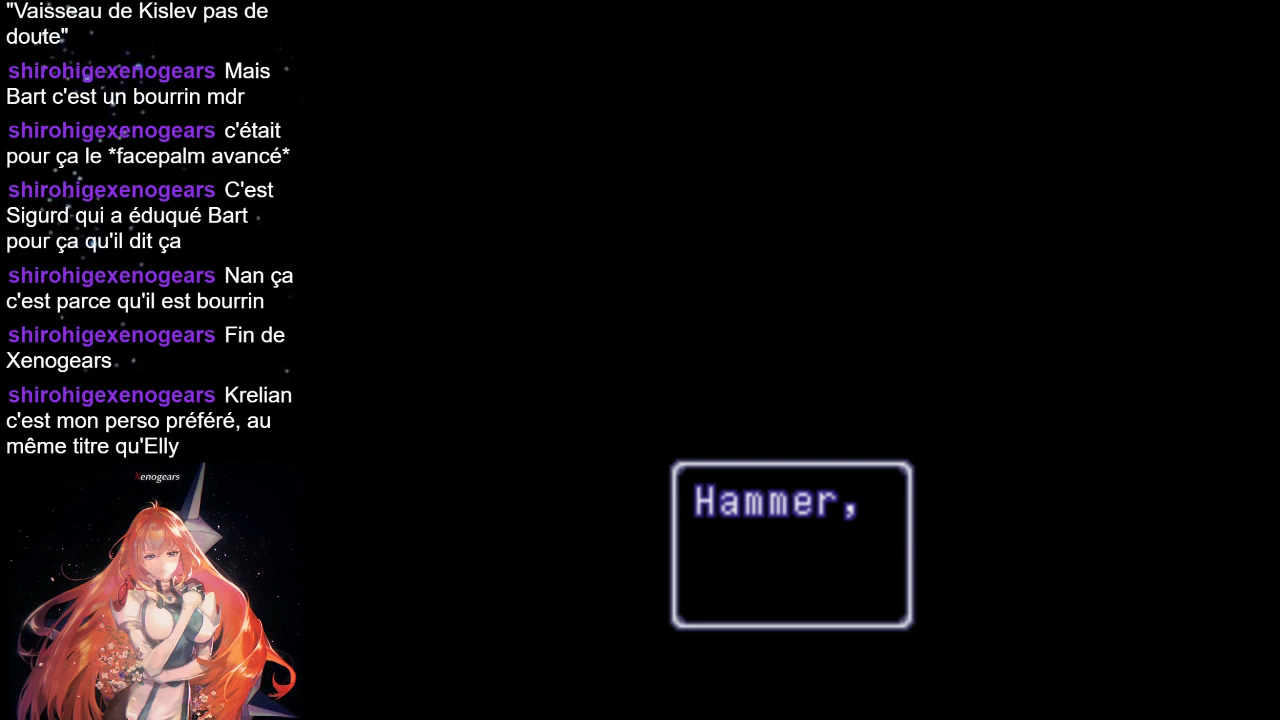 "Vaisseau de Kislev pas de
doute"
shirohigexenogears Mais
Bart c'est un bourrin mdr
shirohigexenogears c'était
pour ça le *facepalm avancé*
shirohigexenogears C'est
Sigurd qui a éduqué Bart
pour ça qu'il dit ça
shirohigexenogears Nan ça
c'est parce qu'il est bourrin
shirohigexenogears Fin de
Xenogears
shirohigexenogears Krelian
c'est mon perso préféré, au
même titre qu'Elly
Xenogears
Hammer,